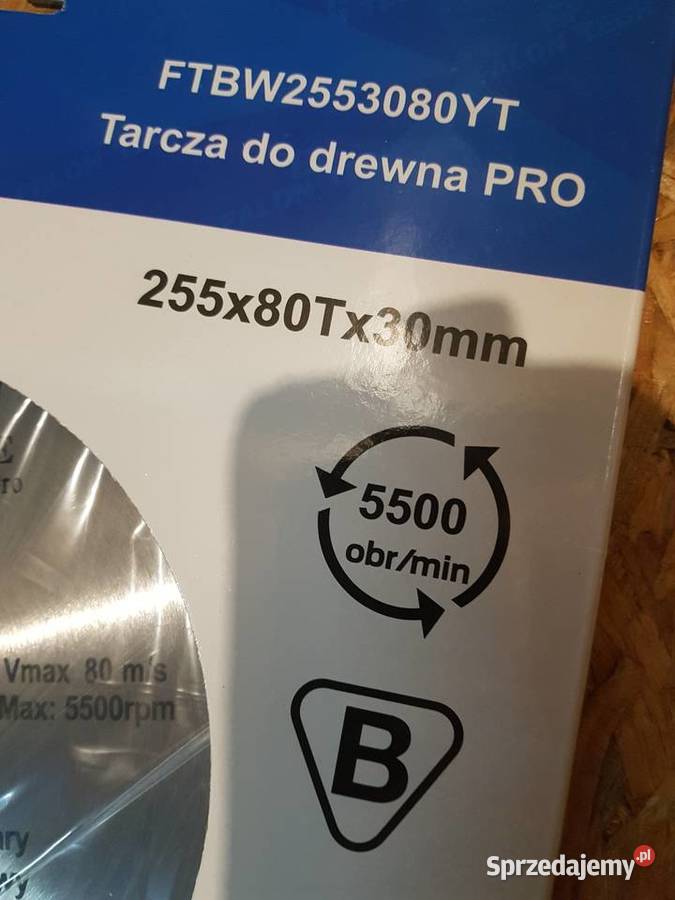 FTBW2553080YT
Tarcza do drewna PRO
255x80Tx30mm
5500
obr/min
Vmax 80 m/s
Max: 5500rpm
B
Sprzedajemy.pl